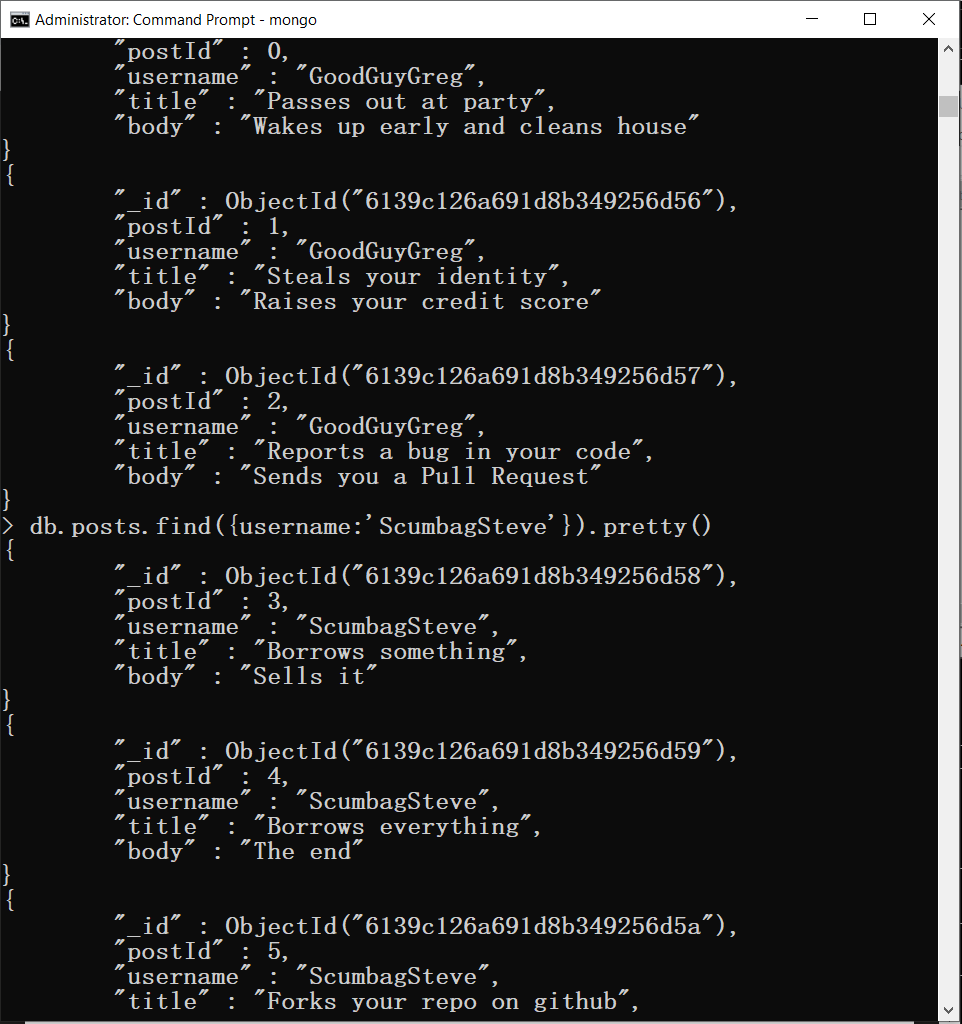 Administrator: Command Prompt - mongo
"postId" : 0,
"username" : "GoodGuyGreg",
"title" : "Passes out at party",
"body" : "Wakes up early and cleans house"
}
{
"_id" : ObjectId("6139c126a691d8b349256d56"),
"postId" : 1,
"username" : "GoodGuyGreg",
"title" : "Steals your identity",
"body" : "Raises your credit score"
}
{
"_id" : ObjectId("6139c126a691d8b349256d57"),
"postId" : 2,
"username" : "GoodGuyGreg",
"title" : "Reports a bug in your code",
"body" : "Sends you a Pull Request"
}
> db.posts.find({username:'ScumbagSteve'}).pretty()
{
"_id" : ObjectId("6139c126a691d8b349256d58"),
"postId" : 3,
"username" : "ScumbagSteve",
"title" : "Borrows something",
"body" : "Sells it"
}
{
"_id" : ObjectId("6139c126a691d8b349256d59"),
"postId" : 4,
"username" : "ScumbagSteve",
"title" : "Borrows everything",
"body" : "The end"
}
{
"_id" : ObjectId("6139c126a691d8b349256d5a"),
"postId" : 5,
"username" : "ScumbagSteve",
"title" : "Forks your repo on github",